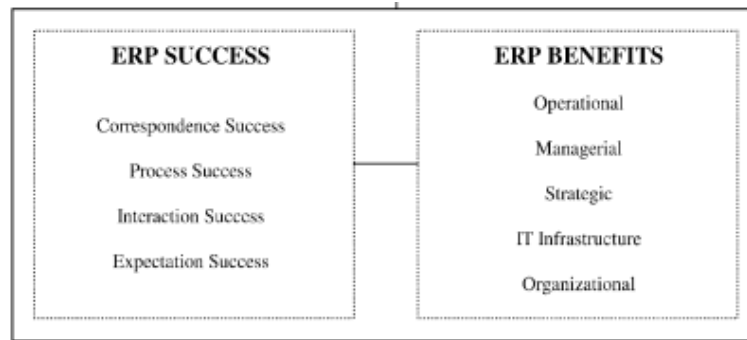 ERP SUCCESS
Correspondence Success
Process Success
Interaction Success
Expectation Success
ERP BENEFITS
Operational
Managerial
Strategic
IT Infrastructure
Organizational